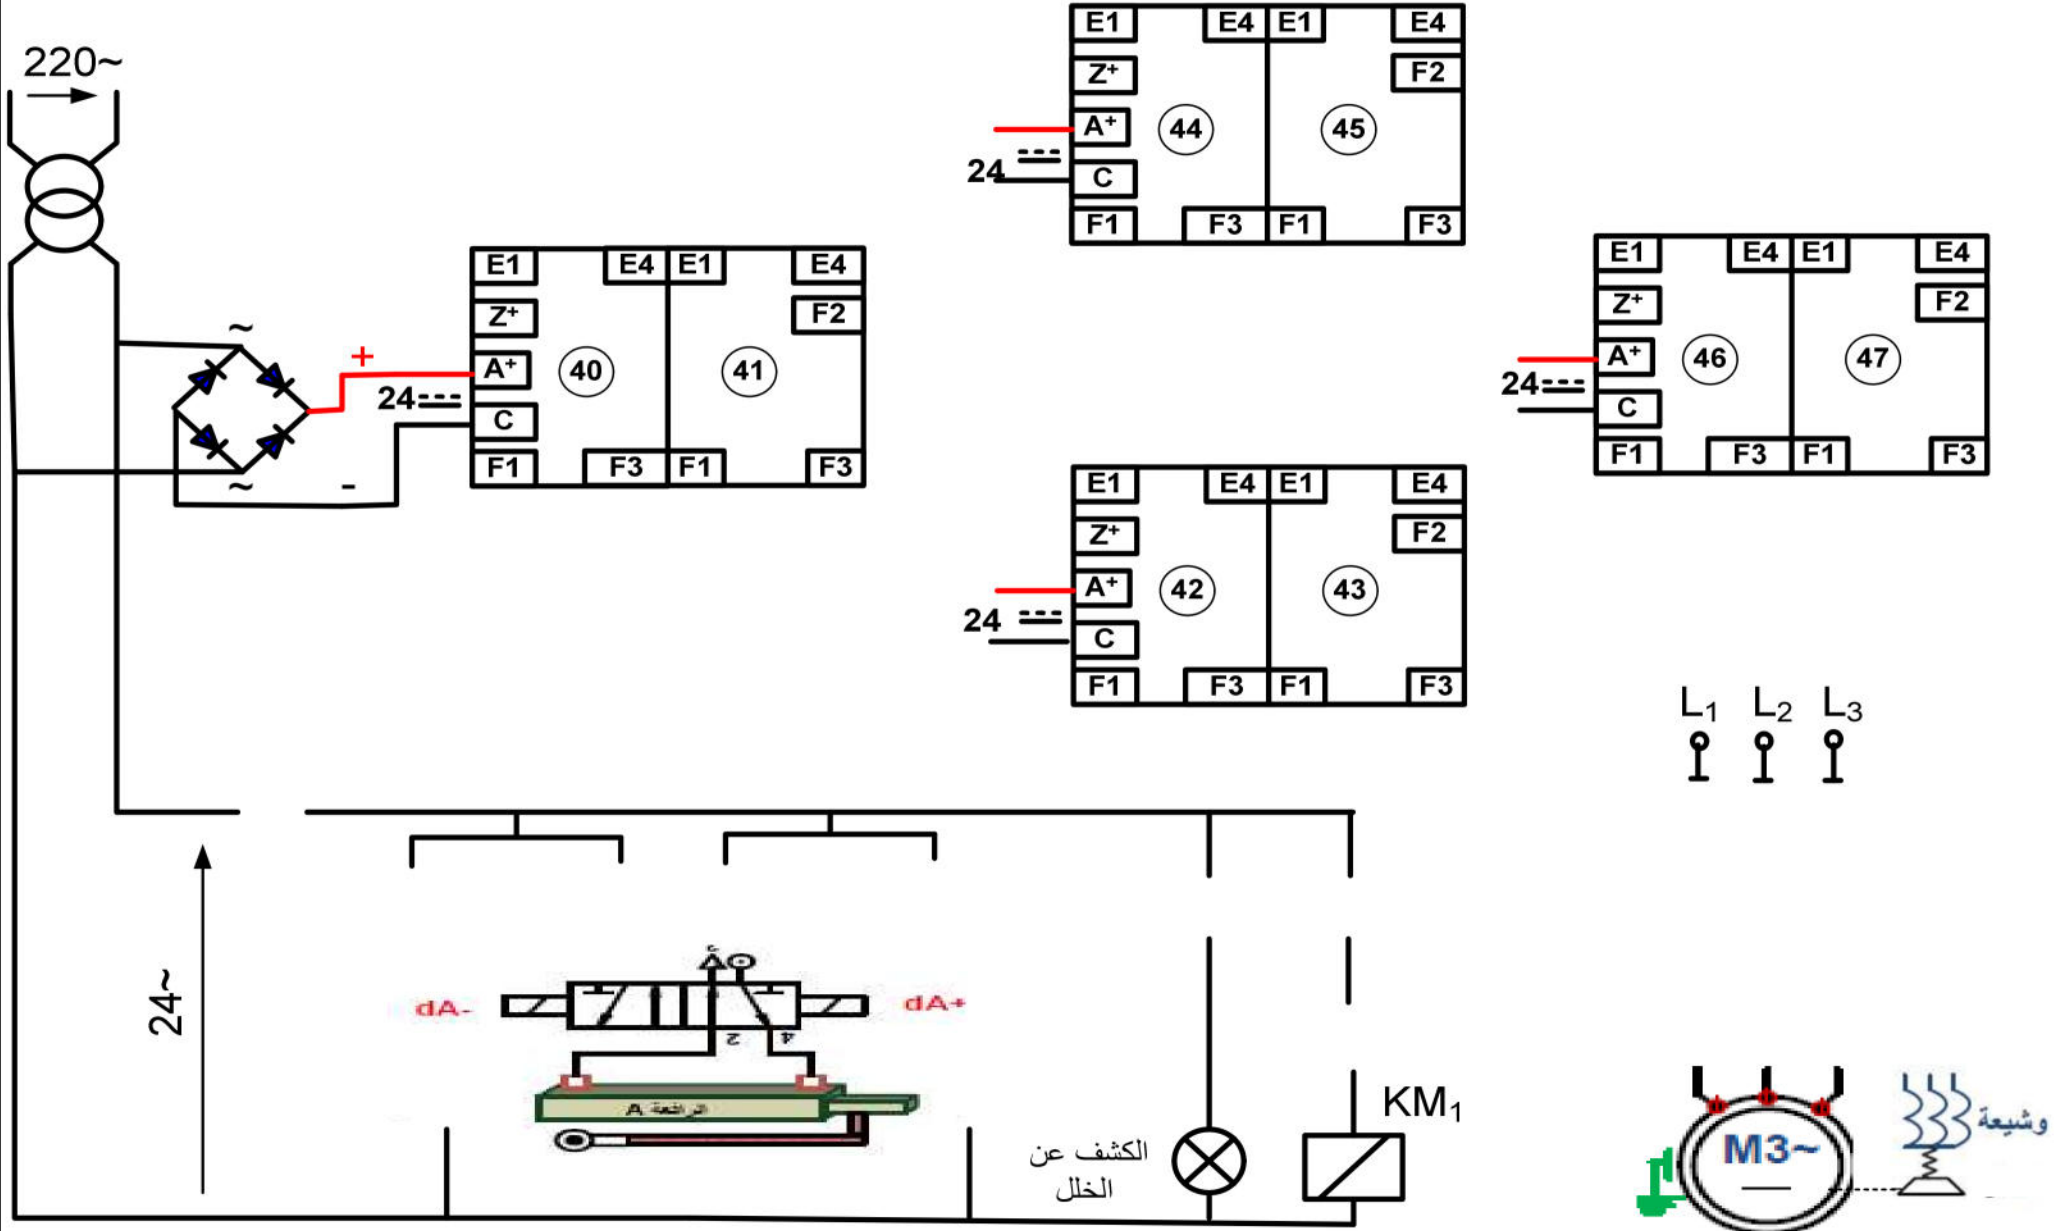 220~
E1 E4 E1 E4
Z+ F2
A+ 44 45
24
C
F1 F3 F1 F3
~
+
E1 E4 E1 E4
Z+ F2
A+ 40 41
24
C
F1 F3 F1 F3
~ -
E1 E4 E1 E4
Z+ F2
A+ 46 47
24
C
F1 F3 F1 F3
E1 E4 E1 E4
Z+ F2
A+ 42 43
24
C
F1 F3 F1 F3
L1 L2 L3
24~
dA- dA+
2 4
الرافعة A
الكشف عن
الخلل
KM1
M3~
وشيعة